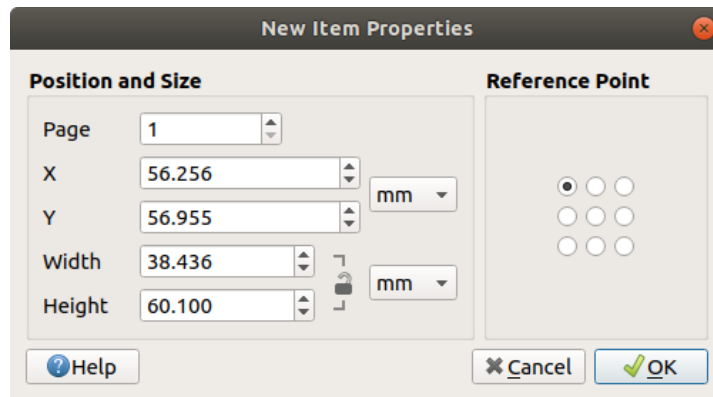 New Item Properties
Position and Size
Reference Point
Page 1
X 56.256
mm
Y 56.955
Width 38.436
mm
Height 60.100
Help
Cancel
OK